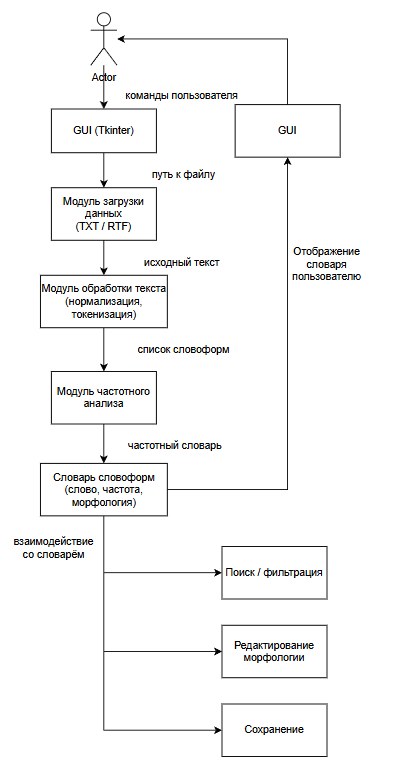 Actor
команды пользователя
GUI (Tkinter)
GUI
путь к файлу
Модуль загрузки
данных
(TXT / RTF)
исходный текст
Отображение
словаря
пользователю
Модуль обработки текста
(нормализация,
токенизация)
список словоформ
Модуль частотного
анализа
частотный словарь
Словарь словоформ
(слово, частота,
морфология)
взаимодействие
со словарём
Поиск / фильтрация
Редактирование
морфологии
Сохранение